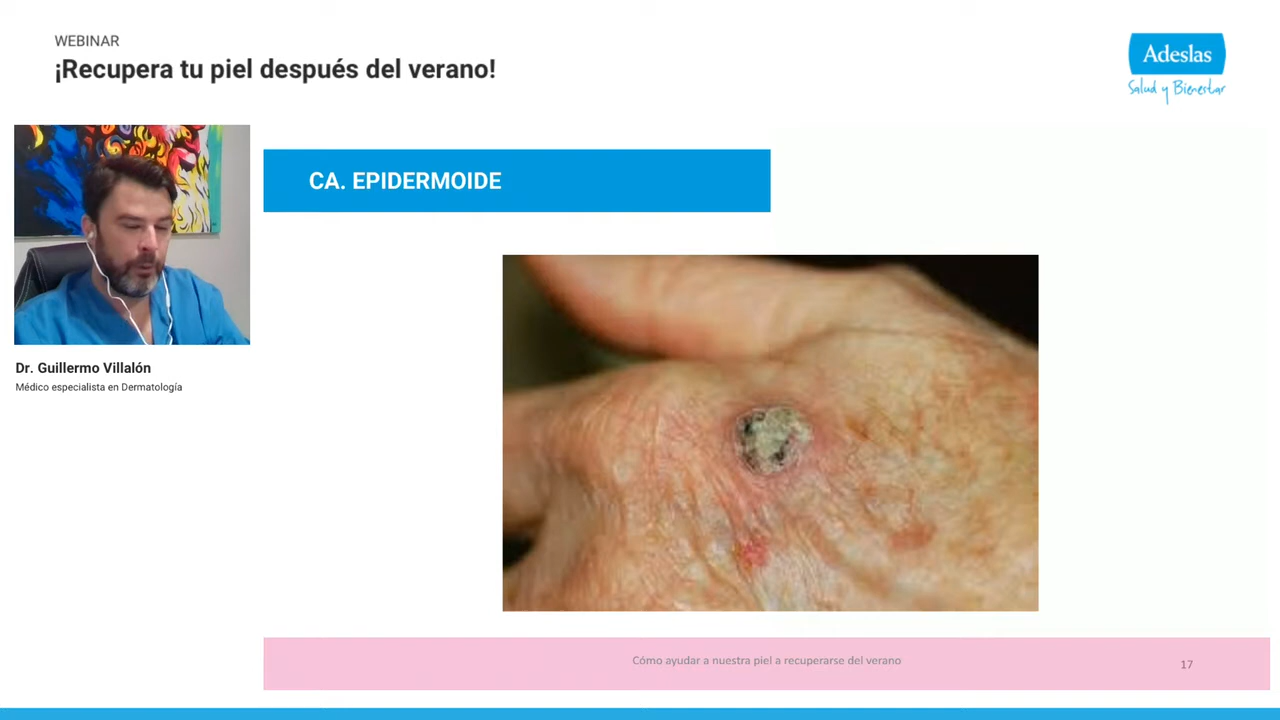 WEBINAR
¡Recupera tu piel después del verano!
Adeslas
Salud y Bienestar
CA. EPIDERMOIDE
Dr. Guillermo Villalón
Médico especialista en Dermatología
Cómo ayudar a nuestra piel a recuperarse del verano
17